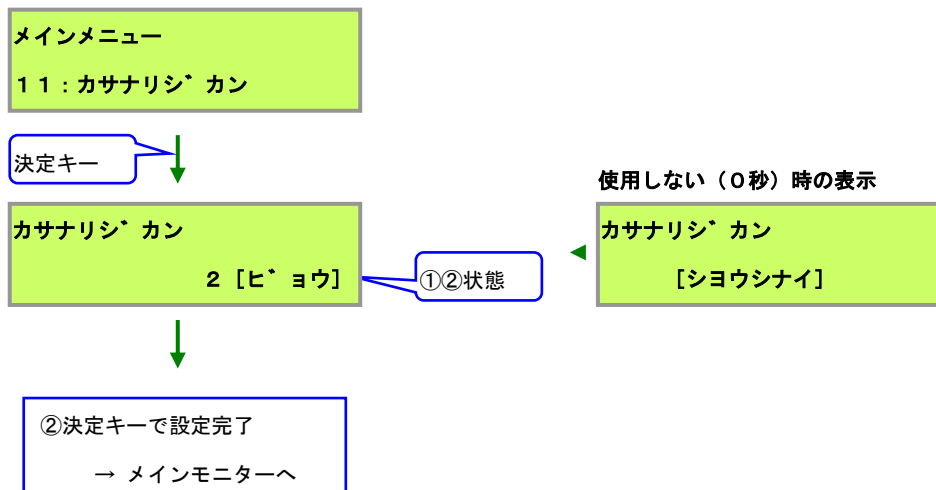 メインメニュー
１１：カサナリシ゛カン
決定キー
使用しない（０秒）時の表示
カサナリシ゛カン
２［ヒ゛ョウ］
①②状態
カサナリシ゛カン
［シヨウシナイ］
②決定キーで設定完了
→ メインモニターへ